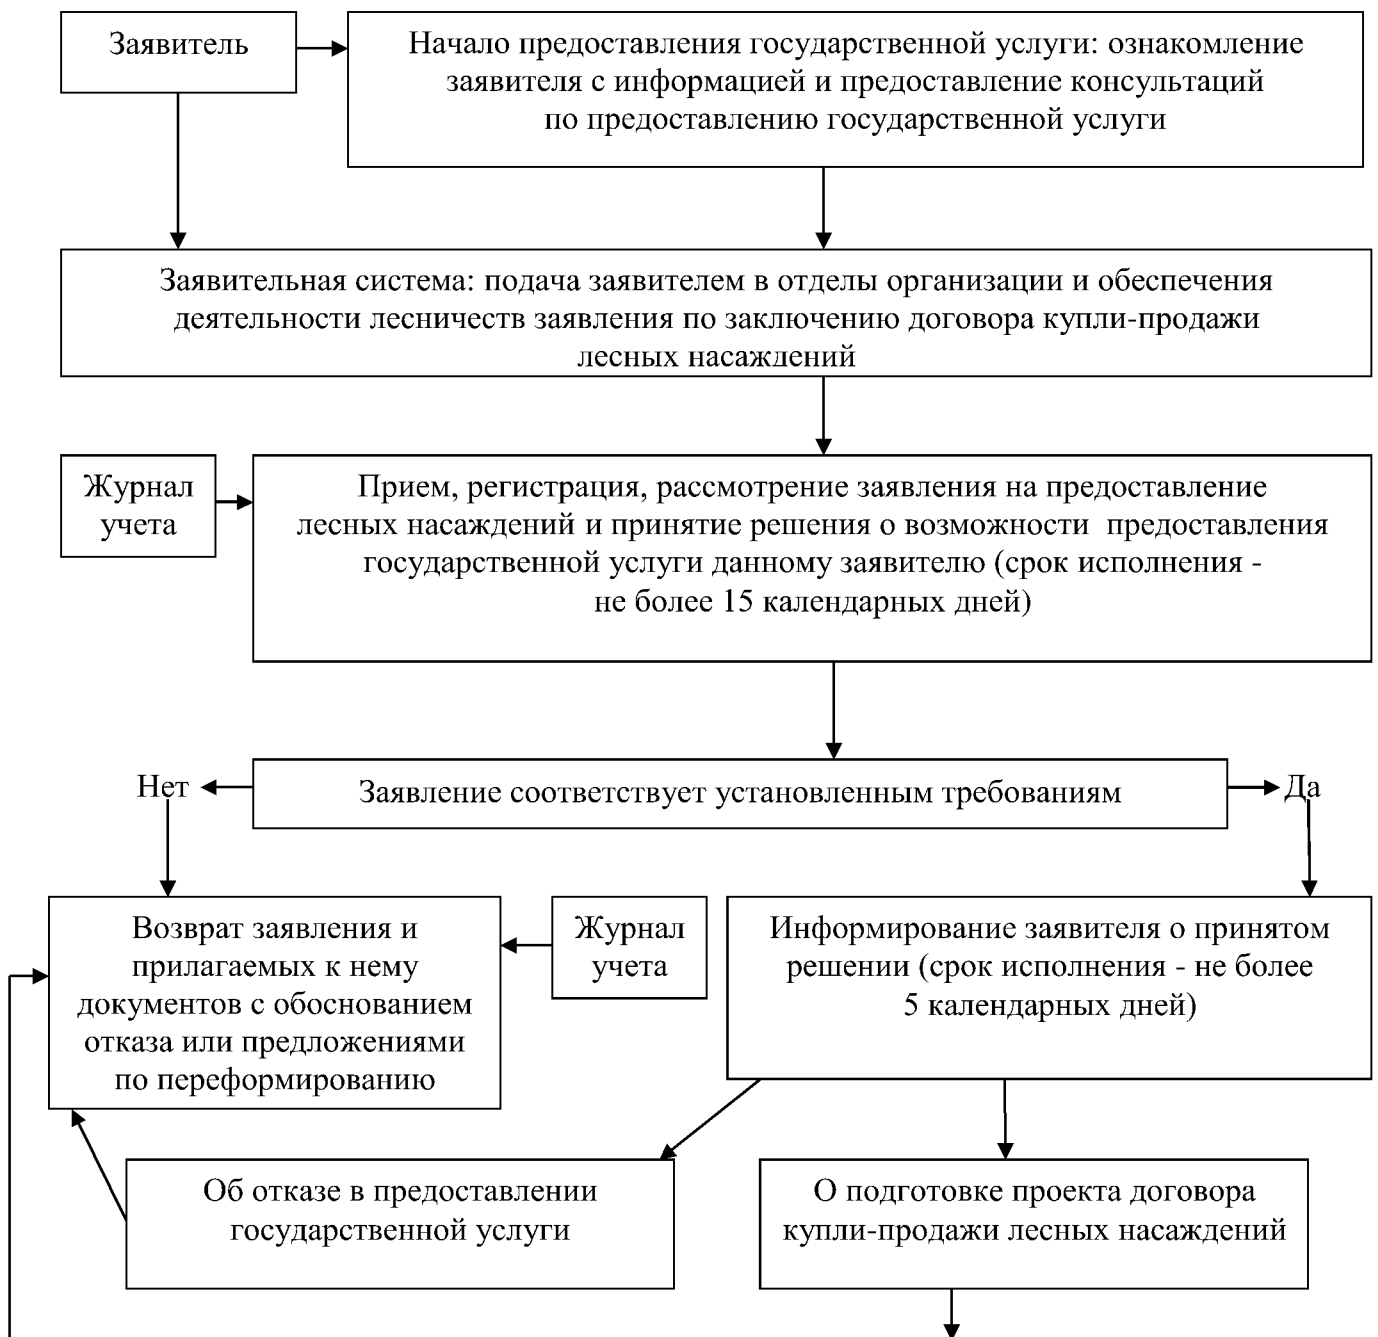 Заявитель
Начало предоставления государственной услуги: ознакомление
заявителя с информацией и предоставление консультаций
по предоставлению государственной услуги
Заявительная система: подача заявителем в отделы организации и обеспечения
деятельности лесничеств заявления по заключению договора купли-продажи
лесных насаждений
Журнал
учета
Прием, регистрация, рассмотрение заявления на предоставление
лесных насаждений и принятие решения о возможности предоставления
государственной услуги данному заявителю (срок исполнения -
не более 15 календарных дней)
Нет
Заявление соответствует установленным требованиям
Да
Возврат заявления и
прилагаемых к нему
документов с обоснованием
отказа или предложениями
по переформированию
Журнал
учета
Информирование заявителя о принятом
решении (срок исполнения - не более
5 календарных дней)
Об отказе в предоставлении
государственной услуги
О подготовке проекта договора
купли-продажи лесных насаждений